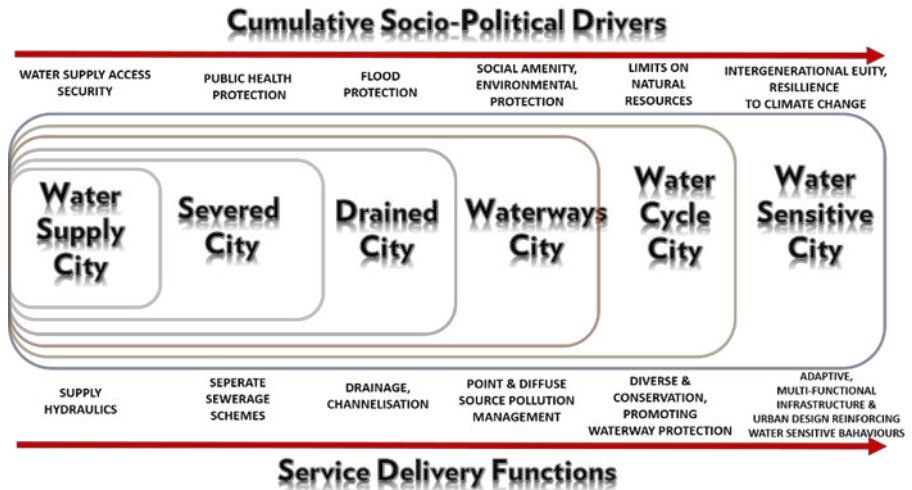 Cumulative Socio-Political Drivers
WATER SUPPLY ACCESS
SECURITY
PUBLIC HEALTH
PROTECTION
FLOOD
PROTECTION
SOCIAL AMENITY,
ENVIRONMENTAL
PROTECTION
LIMITS ON
NATURAL
RESOURCES
INTERGENERATIONAL EUITY,
RESILLIENCE
TO CLIMATE CHANGE
Water
Supply
City
Severed
City
Drained
City
Waterways
City
Water
Cycle
City
Water
Sensitive
City
SUPPLY
HYDRAULICS
SEPERATE
SEWERAGE
SCHEMES
DRAINAGE,
CHANNELISATION
POINT & DIFFUSE
SOURCE POLLUTION
MANAGEMENT
DIVERSE &
CONSERVATION,
PROMOTING
WATERWAY PROTECTION
ADAPTIVE,
MULTI-FUNCTIONAL
INFRASTRUCTURE &
URBAN DESIGN REINFORCING
WATER SENSITIVE BAHAVIOURS
Service Delivery Functions